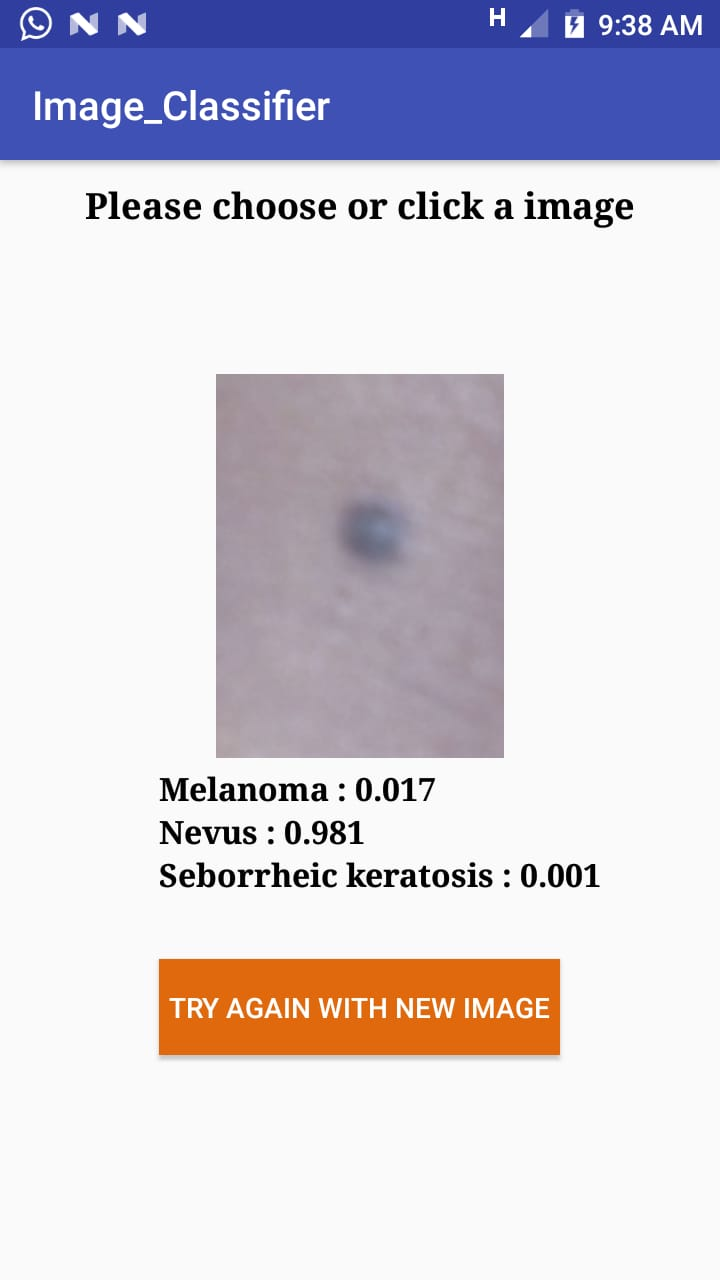 H 9:38 AM
Image_Classifier
Please choose or click a image
Melanoma : 0.017
Nevus : 0.981
Seborrheic keratosis : 0.001
TRY AGAIN WITH NEW IMAGE